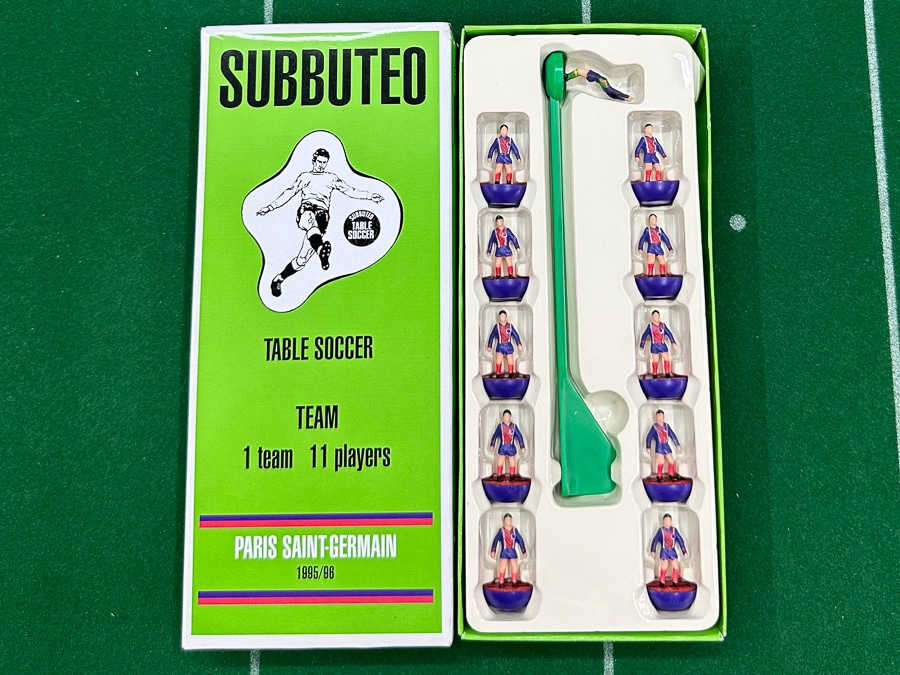 SUBBUTEO
SUBBUTEO
TABLE
SOCCER
TABLE SOCCER
TEAM
1 team 11 players
PARIS SAINT-GERMAIN
1995/96